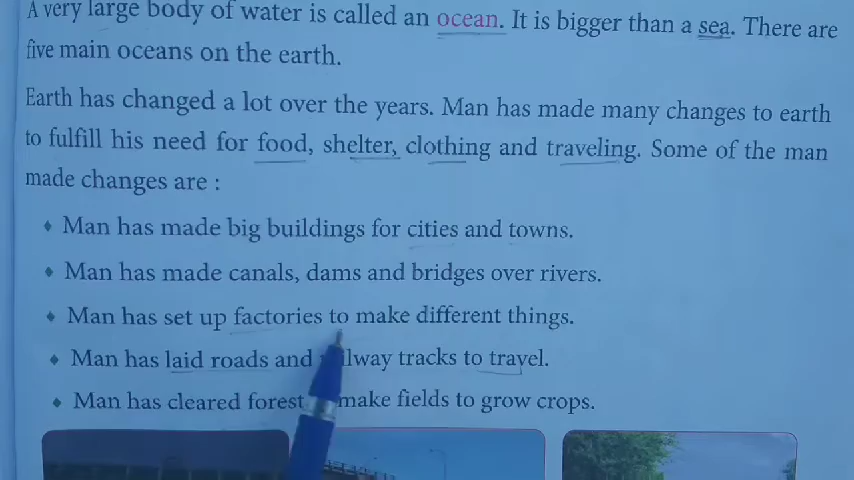 A very large body of water is called an ocean. It is bigger than a sea. There are
five main oceans on the earth.
Earth has changed a lot over the years. Man has made many changes to earth
to fulfill his need for food, shelter, clothing and traveling. Some of the man
made changes are :
Man has made big buildings for cities and towns.
Man has made canals, dams and bridges over rivers.
Man has set up factories to make different things.
Man has laid roads and railway tracks to travel.
Man has cleared forest make fields to grow crops.